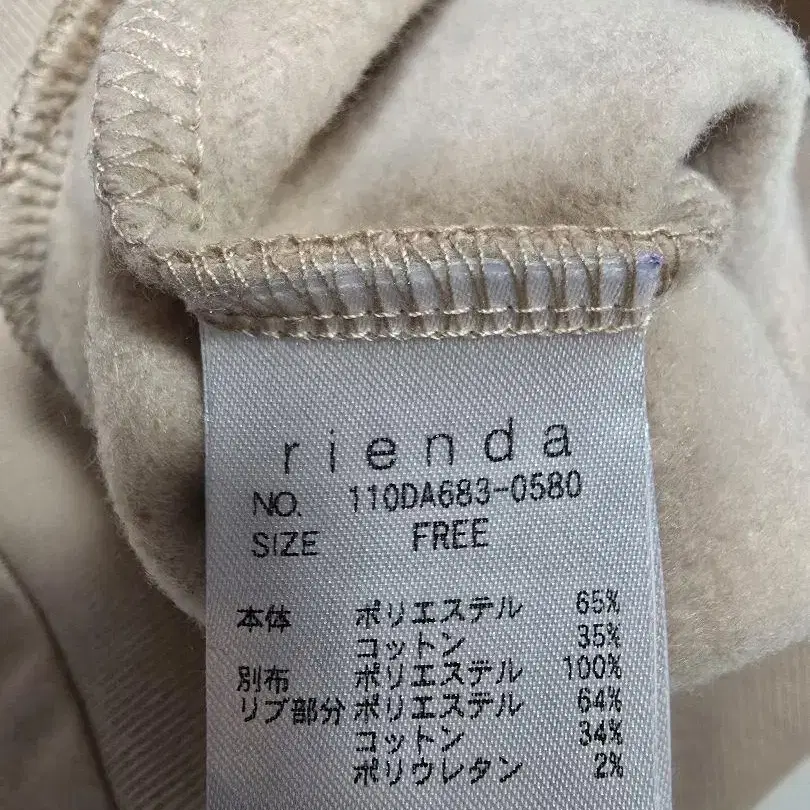 rienda
NO. 110DA683-0580
SIZE FREE
本体 ポリエステル 65%
コットン 35%
別布 ポリエステル 100%
リブ部分 ポリエステル 64%
コットン 34%
ポリウレタン 2%